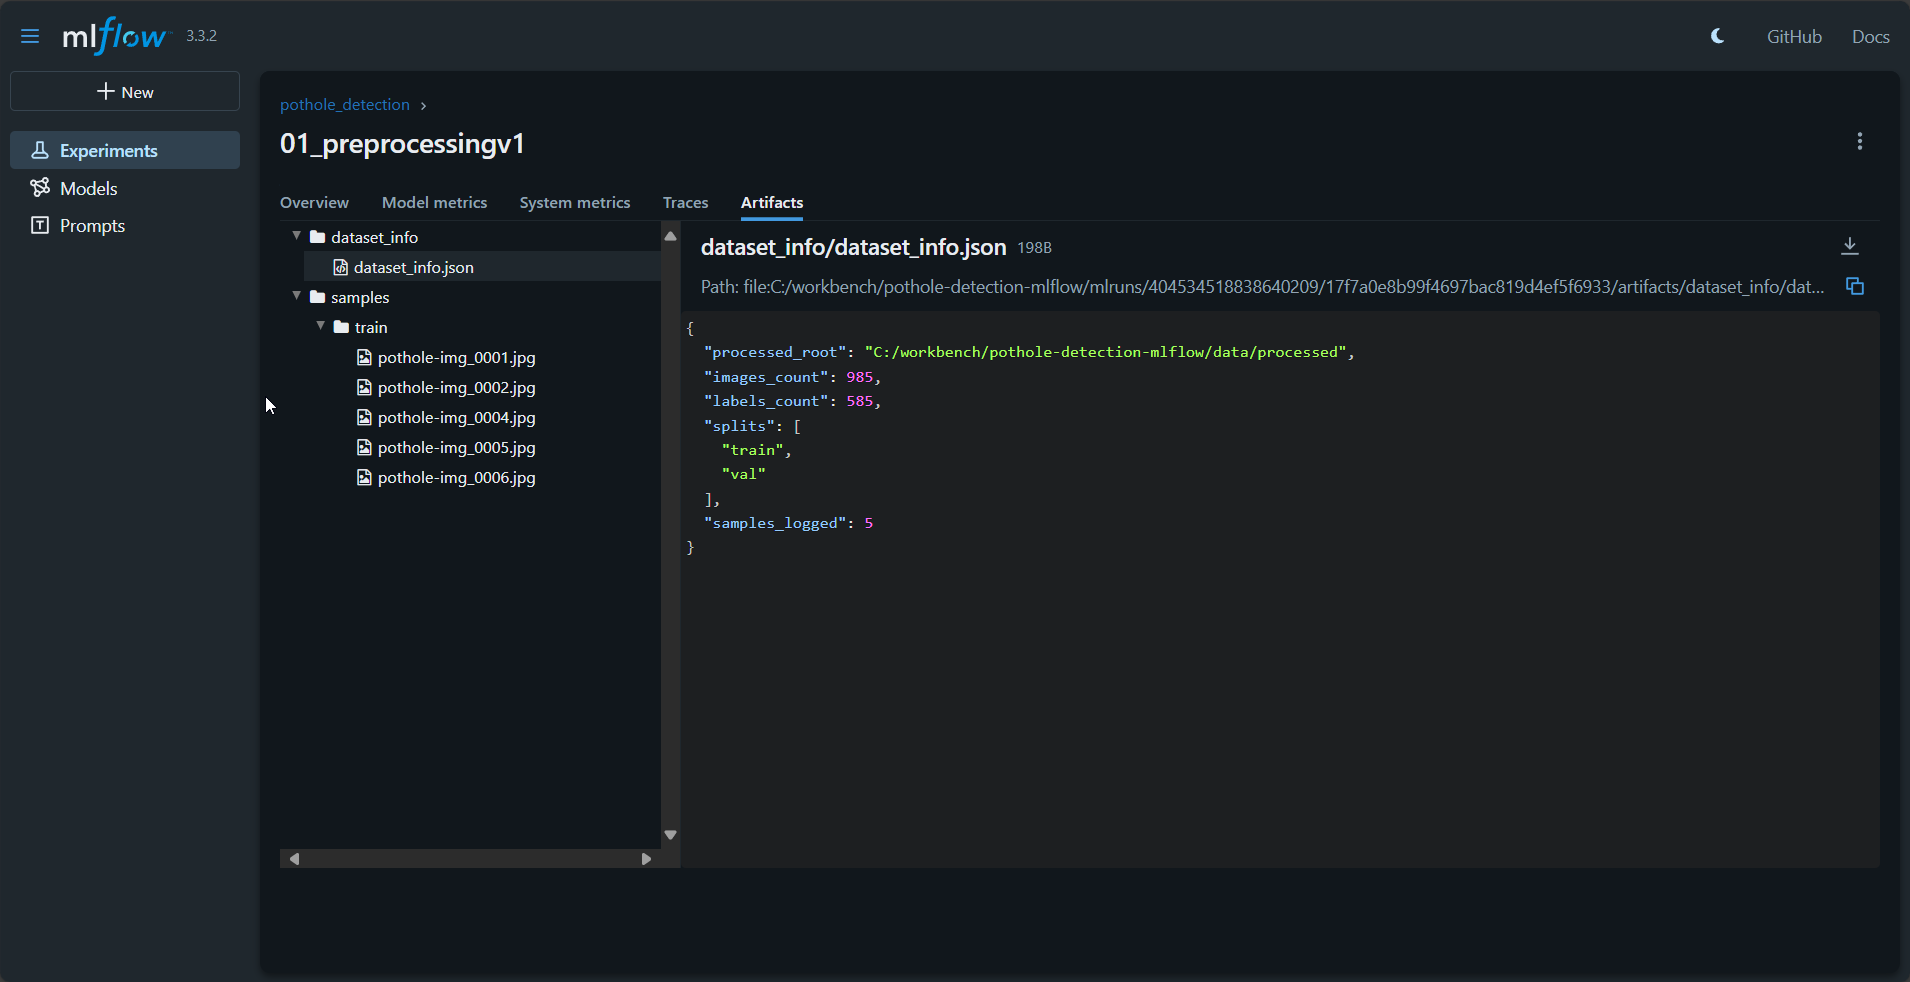 mlflow 3.3.2
GitHub
Docs
New
Experiments
Models
Prompts
pothole_detection ›
01_preprocessingv1
Overview
Model metrics
System metrics
Traces
Artifacts
dataset_info
dataset_info.json
samples
train
pothole-img_0001.jpg
pothole-img_0002.jpg
pothole-img_0004.jpg
pothole-img_0005.jpg
pothole-img_0006.jpg
dataset_info/dataset_info.json 198B
Path: file:C:/workbench/pothole-detection-mlflow/mlruns/404534518838640209/17f7a0e8b99f4697bac819d4ef5f6933/artifacts/dataset_info/dat...
{
"processed_root": "C:/workbench/pothole-detection-mlflow/data/processed",
"images_count": 985,
"labels_count": 585,
"splits": [
"train",
"val"
],
"samples_logged": 5
}